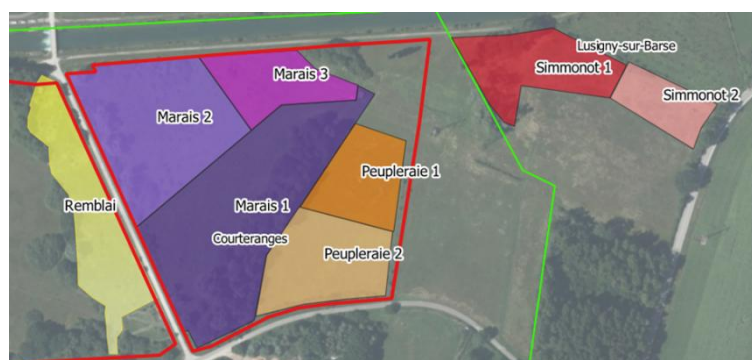 Lusigny-sur-Barse
Simmonot 1
Marais 3
Simmonot 2
Marais 2
Peupleraie 1
Remblai
Marais 1
Courteranges
Peupleraie 2